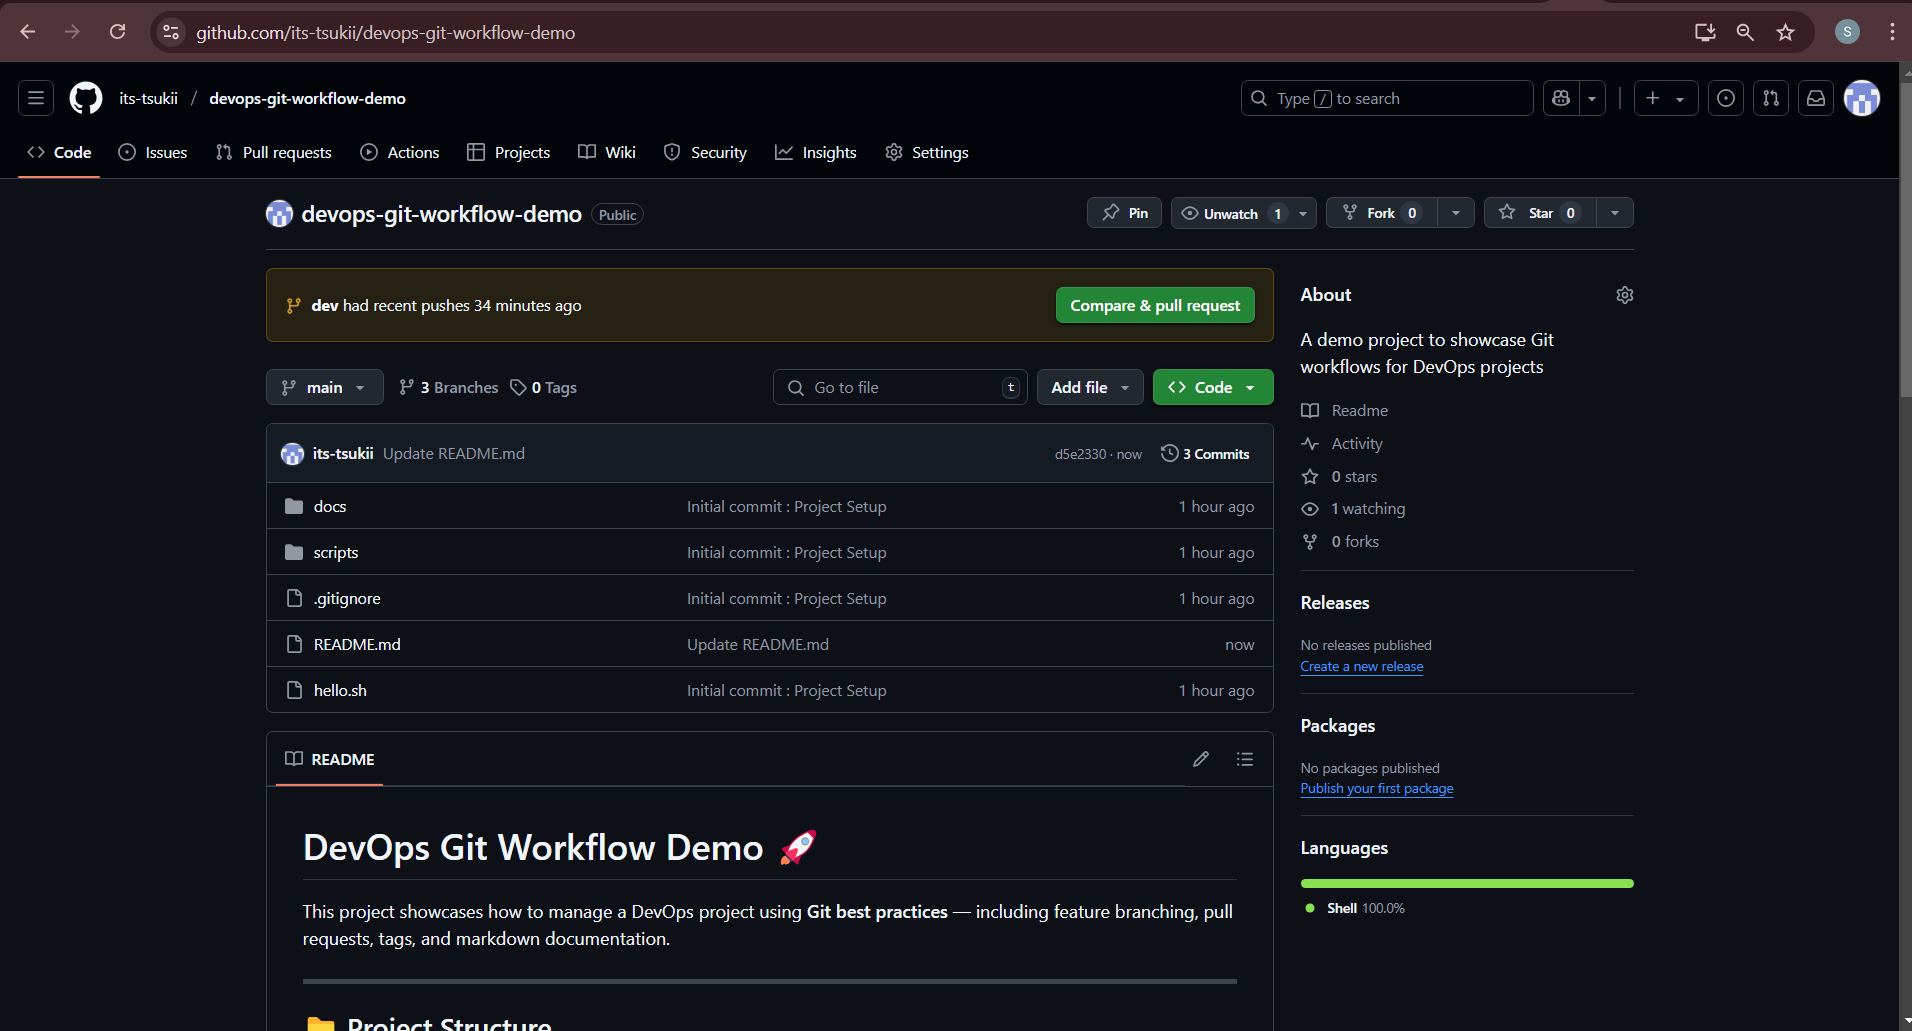 github.com/its-tsukii/devops-git-workflow-demo
S
its-tsukii / devops-git-workflow-demo
Type / to search
Code Issues Pull requests Actions Projects Wiki Security Insights Settings
devops-git-workflow-demo Public
Pin Unwatch 1 Fork 0 Star 0
dev had recent pushes 34 minutes ago
Compare & pull request
main 3 Branches 0 Tags
Go to file t
Add file
Code
its-tsukii Update README.md d5e2330 · now 3 Commits
docs Initial commit : Project Setup 1 hour ago
scripts Initial commit : Project Setup 1 hour ago
.gitignore Initial commit : Project Setup 1 hour ago
README.md Update README.md now
hello.sh Initial commit : Project Setup 1 hour ago
README
DevOps Git Workflow Demo 🚀
This project showcases how to manage a DevOps project using Git best practices — including feature branching, pull
requests, tags, and markdown documentation.
📁 Project Structure
About
A demo project to showcase Git
workflows for DevOps projects
Readme
Activity
0 stars
1 watching
0 forks
Releases
No releases published
Create a new release
Packages
No packages published
Publish your first package
Languages
Shell 100.0%